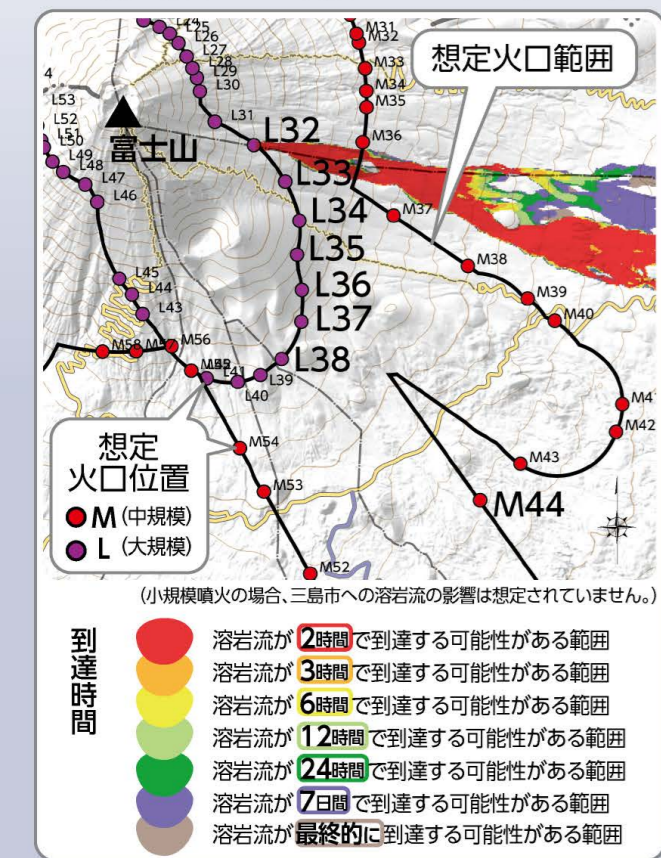 L24
L25
L26
L27
L28
L29
L30
L31
L32
L33
L34
L35
L36
L37
L38
L39
L40
L41
M31
M32
M33
M34
M35
M36
M37
M38
M39
M40
M42
M43
M44
想定火口範囲
4
L53
L52
L51
L50
L49
L48
L47
L46
富士山
L45
L44
L43
M58
M56
M54
M53
M52
想定
火口位置
M (中規模)
L (大規模)
(小規模噴火の場合、三島市への溶岩流の影響は想定されていません。)
到達時間
溶岩流が2時間で到達する可能性がある範囲
溶岩流が3時間で到達する可能性がある範囲
溶岩流が6時間で到達する可能性がある範囲
溶岩流が12時間で到達する可能性がある範囲
溶岩流が24時間で到達する可能性がある範囲
溶岩流が7日間で到達する可能性がある範囲
溶岩流が最終的に到達する可能性がある範囲